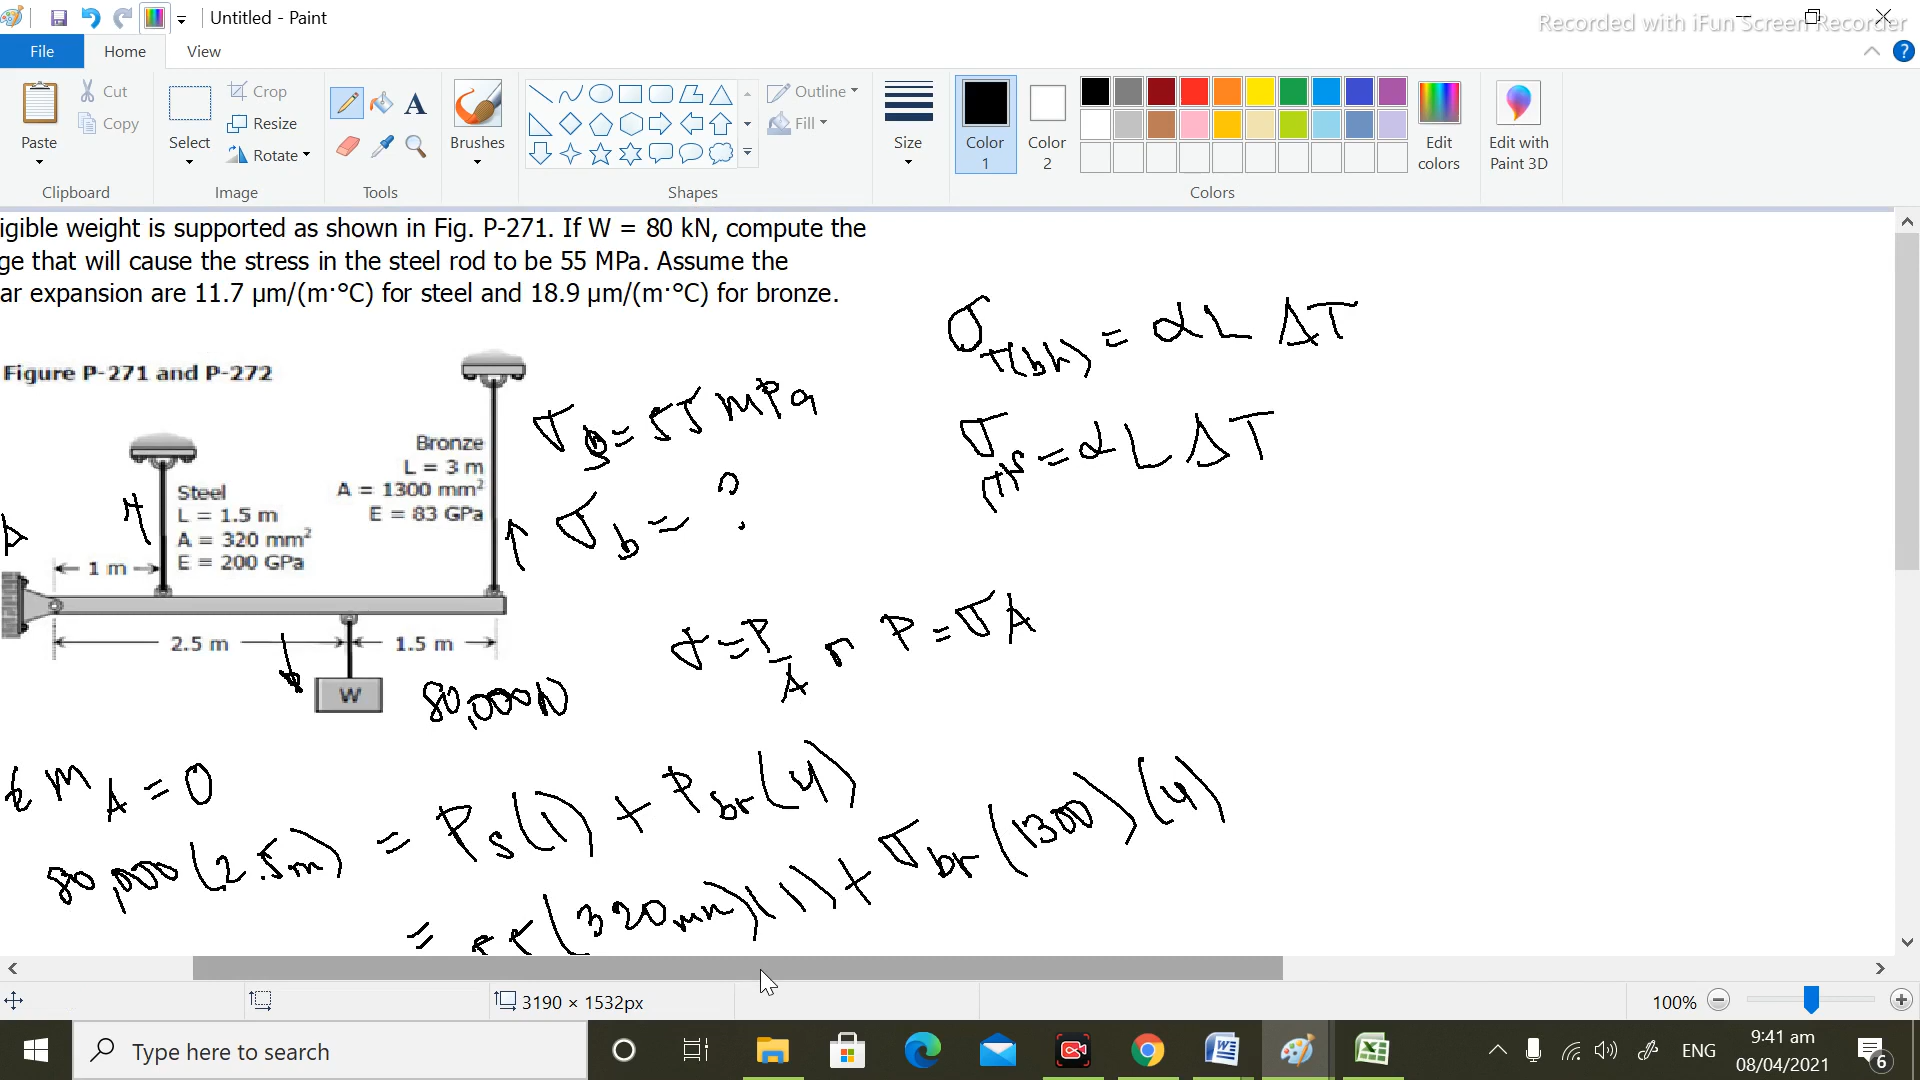 Untitled - Paint
Recorded with iFun Screen Recorder
File
Home
View
Paste
Cut
Copy
Clipboard
Select
Crop
Resize
Rotate
Image
A
Tools
Brushes
Outline
Fill
Shapes
Size
Color
1
Color
2
Edit
colors
Colors
Edit with
Paint 3D
igible weight is supported as shown in Fig. P-271. If W = 80 kN, compute the
ge that will cause the stress in the steel rod to be 55 MPa. Assume the
ar expansion are 11.7 µm/(m·°C) for steel and 18.9 µm/(m·°C) for bronze.
Figure P-271 and P-272
Bronze
L = 3 m
A = 1300 mm²
E = 83 GPa
Steel
L = 1.5 m
A = 320 mm²
E = 200 GPa
1 m
2.5 m
1.5 m
W
80,000N
= 55 MPa
σb = ?
σT(br) = αLΔT
= αLΔT
σ = P/A
P = σA
MA = 0
80,000(2.5m) = Ps(1) + Pbr(4)
= 55(320mm)(1) + σbr(1300)(4)
3190 × 1532px
100%
Type here to search
ENG
9:41 am
08/04/2021
6